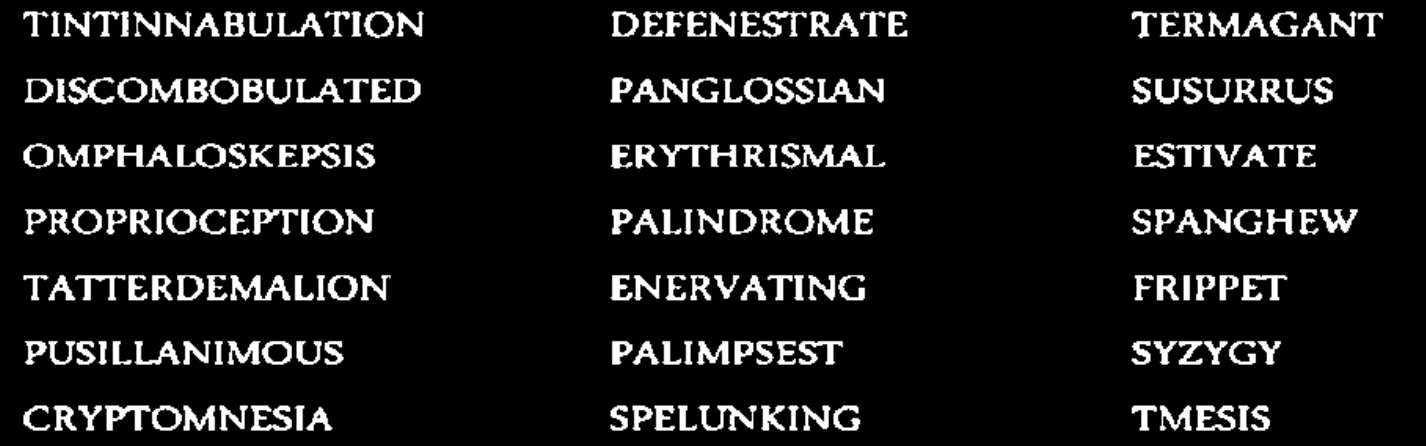 TINTINNABULATION DEFENESTRATE TERMAGANT
DISCOMBOBULATED PANGLOSSIAN SUSURRUS
OMPHALOSKEPSIS ERYTHRISMAL ESTIVATE
PROPRIOCEPTION PALINDROME SPANGHEW
TATTERDEMALION ENERVATING FRIPPET
PUSILLANIMOUS PALIMPSEST SYZYGY
CRYPTOMNESIA SPELUNKING TMESIS